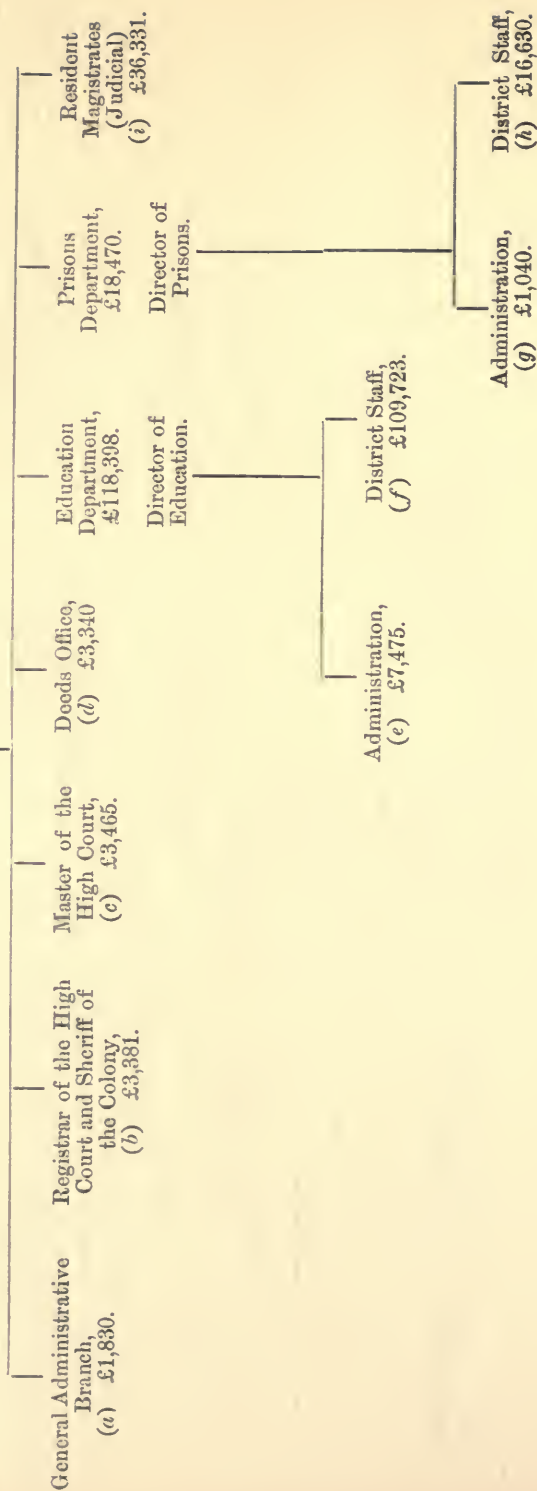 General Administrative
Branch,
(a) £1,830.
Registrar of the High
Court and Sheriff of
the Colony,
(b) £3,381.
Master of the
High Court,
(c) £3,465.
Deeds Office,
(d) £3,340
Education
Department,
£118,398.
Director of
Education.
Administration,
(e) £7,475.
District Staff,
(f) £109,723.
Prisons
Department,
£18,470.
Director of
Prisons.
Administration,
(g) £1,040.
District Staff,
(h) £16,630.
Resident
Magistrates
(Judicial)
(i) £36,331.